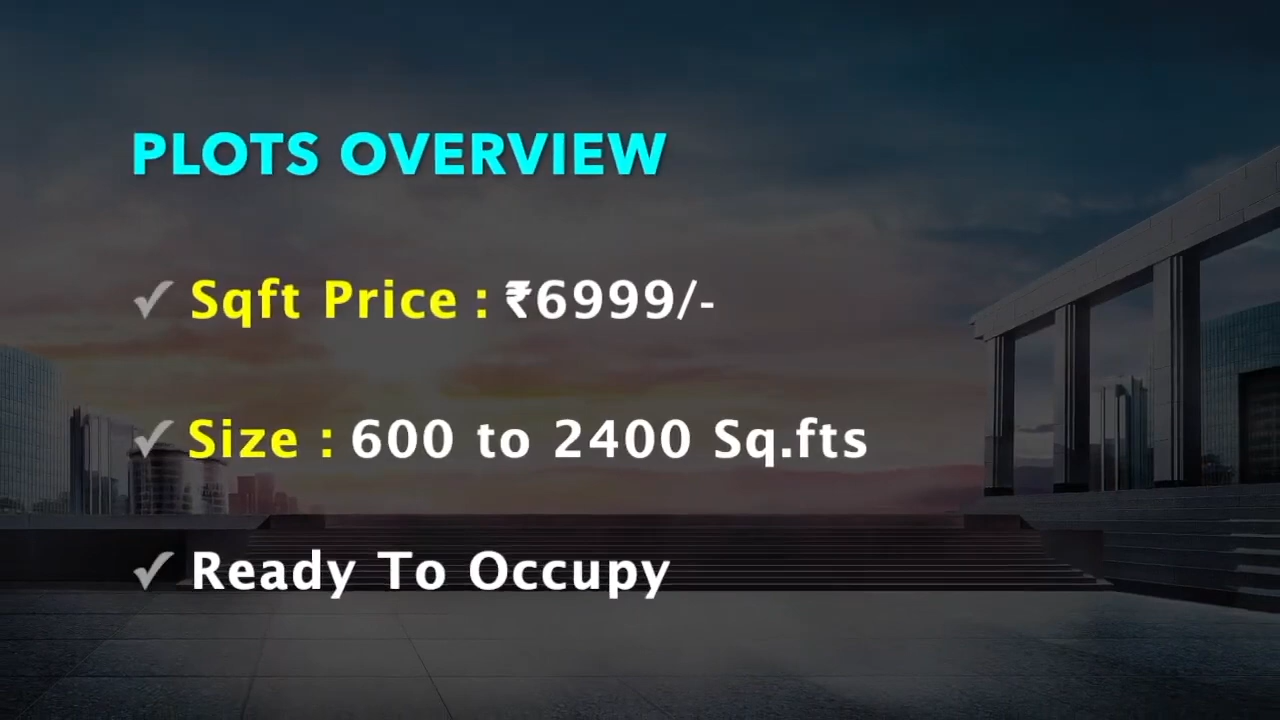 PLOTS OVERVIEW
✓ Sqft Price : ₹6999/-
✓ Size : 600 to 2400 Sq.fts
✓ Ready To Occupy